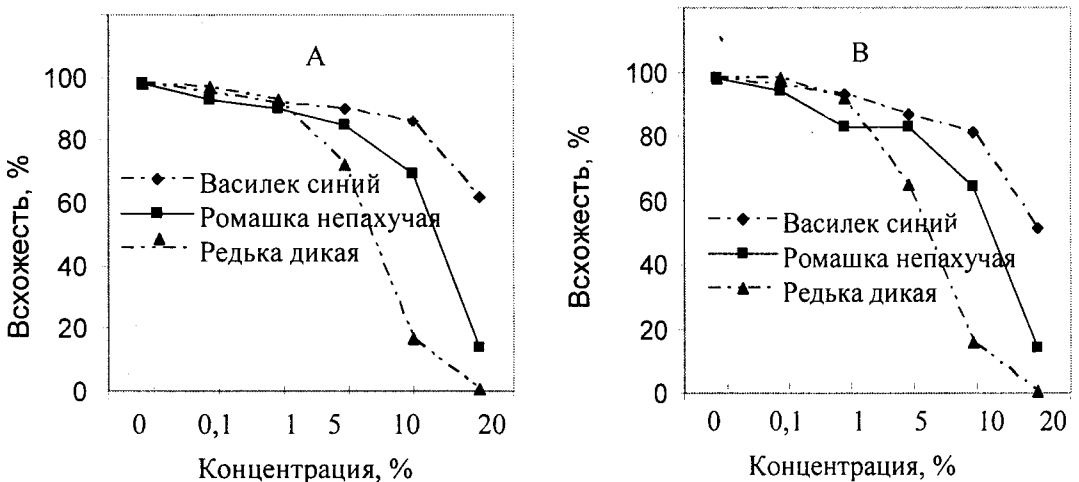 А
Всхожесть, %
100
80
60
40
20
0
Василек синий
Ромашка непахучая
Редька дикая
0 0,1 1 5 10 20
Концентрация, %
В
Всхожесть, %
100
80
60
40
20
0
Василек синий
Ромашка непахучая
Редька дикая
0 0,1 1 5 10 20
Концентрация, %